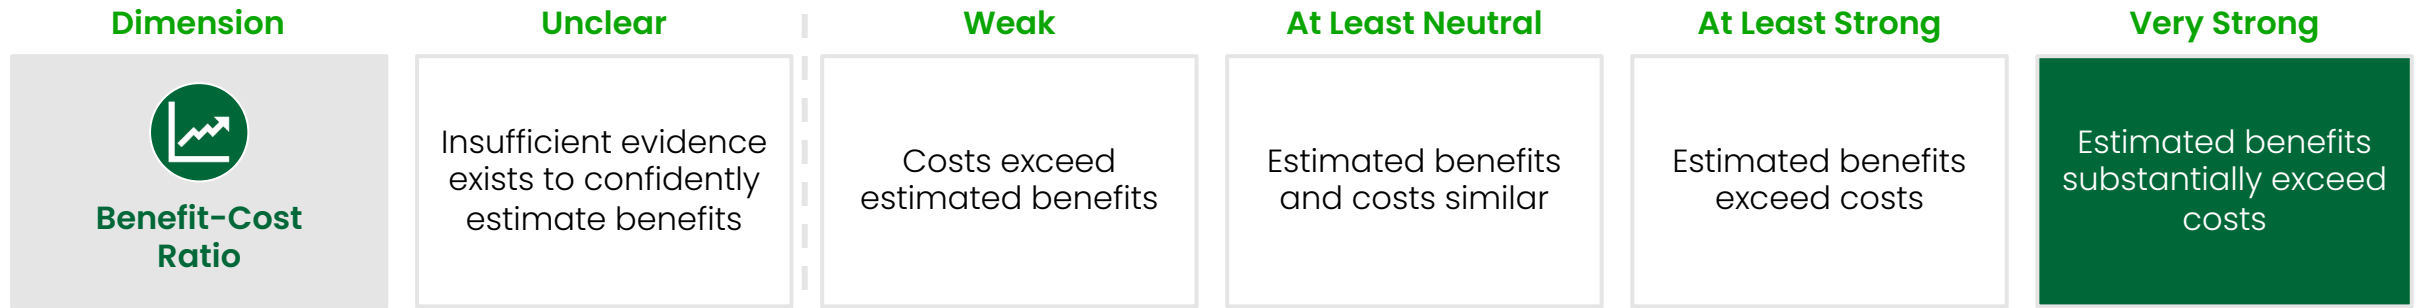 Dimension
Unclear
Weak
At Least Neutral
At Least Strong
Very Strong
Benefit-Cost
Ratio
Insufficient evidence
exists to confidently
estimate benefits
Costs exceed
estimated benefits
Estimated benefits
and costs similar
Estimated benefits
exceed costs
Estimated benefits
substantially exceed
costs